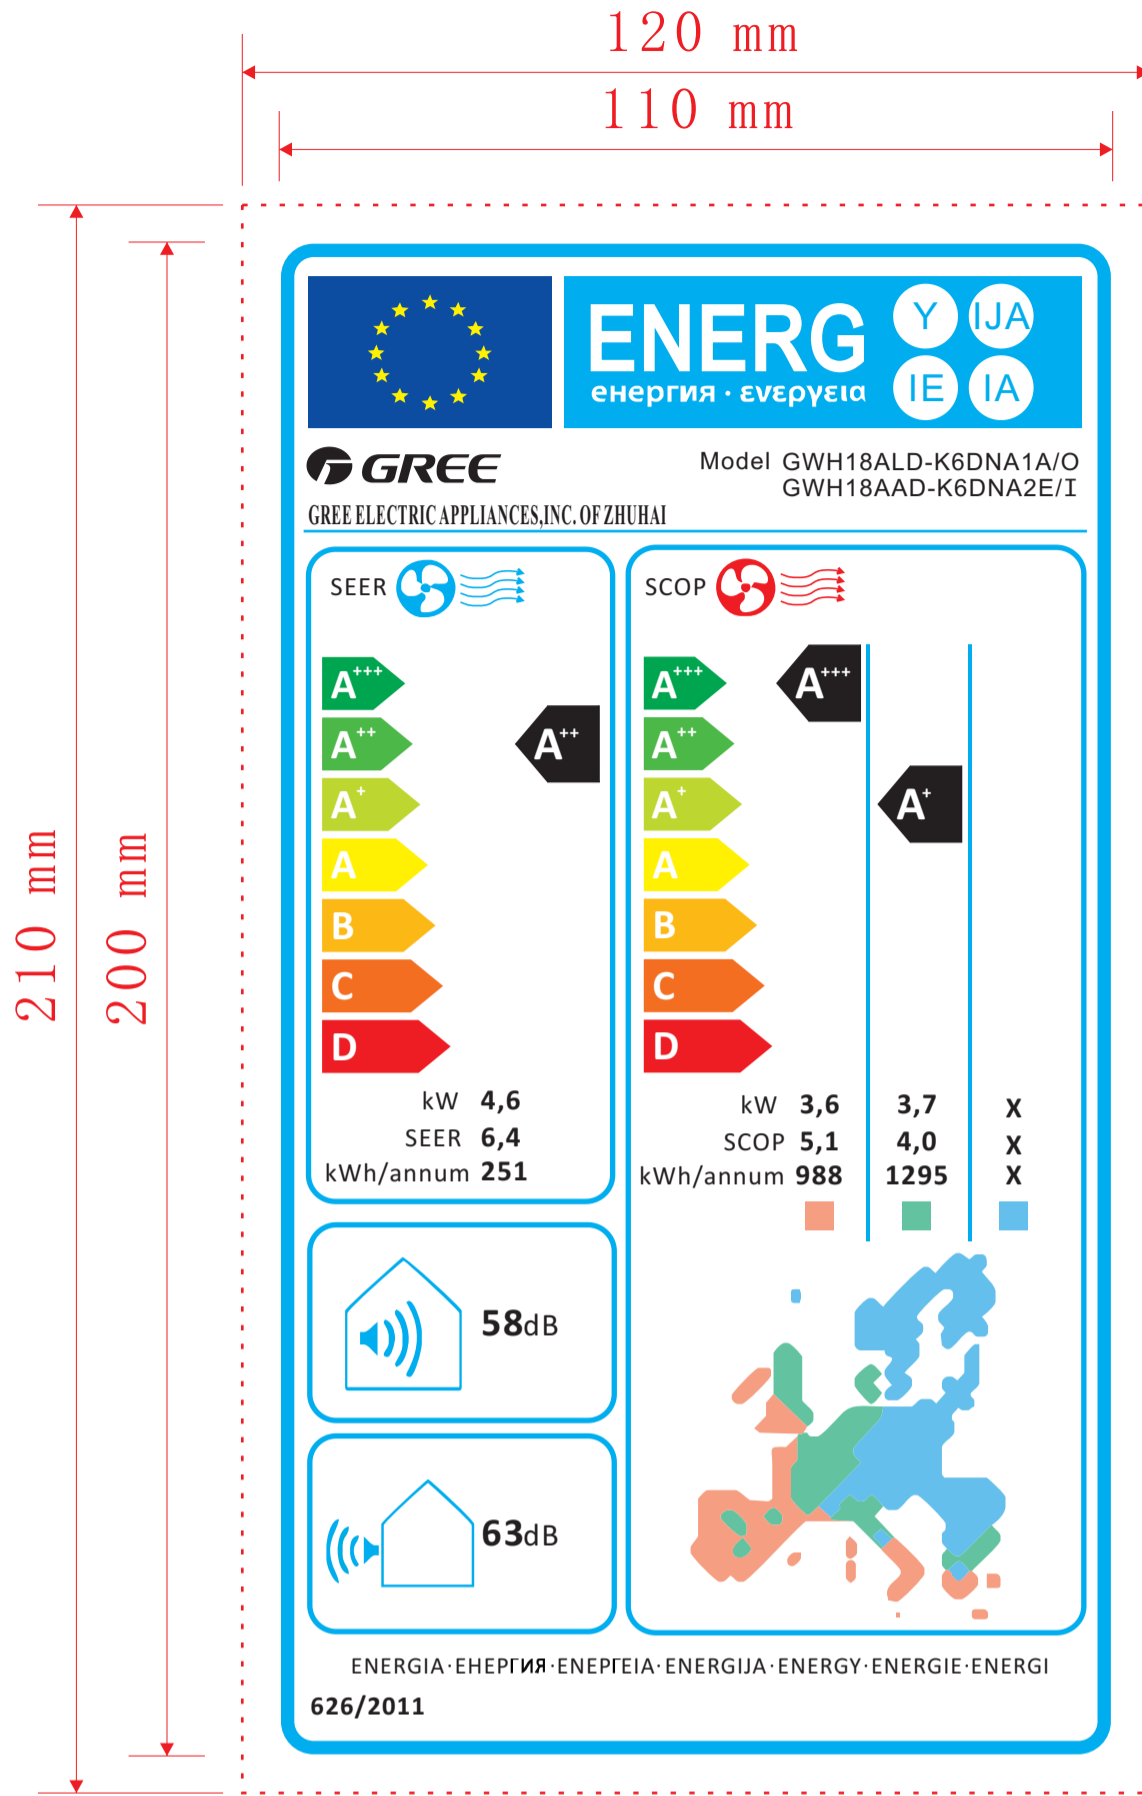 120 mm
110 mm
210 mm
200 mm
ENERG
енергия · ενεργεια
Y IJA
IE IA
GREE
Model GWH18ALD-K6DNA1A/O
GWH18AAD-K6DNA2E/I
GREE ELECTRIC APPLIANCES,INC. OF ZHUHAI
SEER
A+++
A++
A+
A
B
C
D
A++
kW 4,6
SEER 6,4
kWh/annum 251
SCOP
A+++
A++
A+
A
B
C
D
A+++
A+
kW 3,6 3,7 X
SCOP 5,1 4,0 X
kWh/annum 988 1295 X
58dB
63dB
ENERGIA·ЕНЕРГИЯ·ΕΝΕΡΓΕΙΑ·ENERGIJA·ENERGY·ENERGIE·ENERGI
626/2011